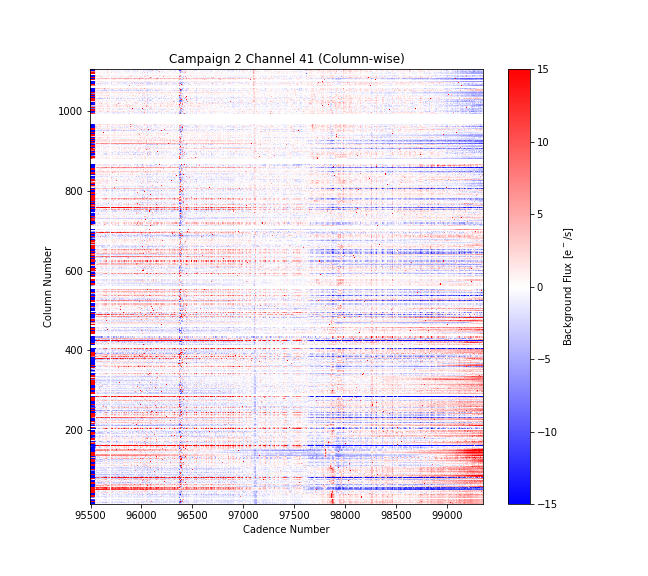 Campaign 2 Channel 41 (Column-wise)
1000
800
600
400
200
Column Number
95500 96000 96500 97000 97500 98000 98500 99000
Cadence Number
15
10
5
0
−5
−10
−15
Background Flux [e⁻/s]